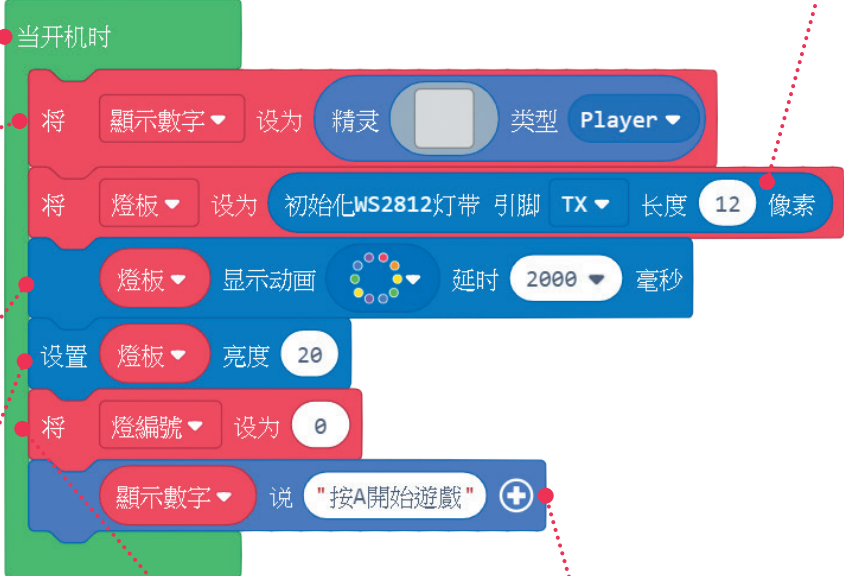 当开机时
将 顯示數字 设为 精灵 类型 Player
将 燈板 设为 初始化WS2812灯带 引脚 TX 长度 12 像素
燈板 显示动画 延时 2000 毫秒
设置 燈板 亮度 20
将 燈編號 设为 0
顯示數字 说 "按A開始遊戲"